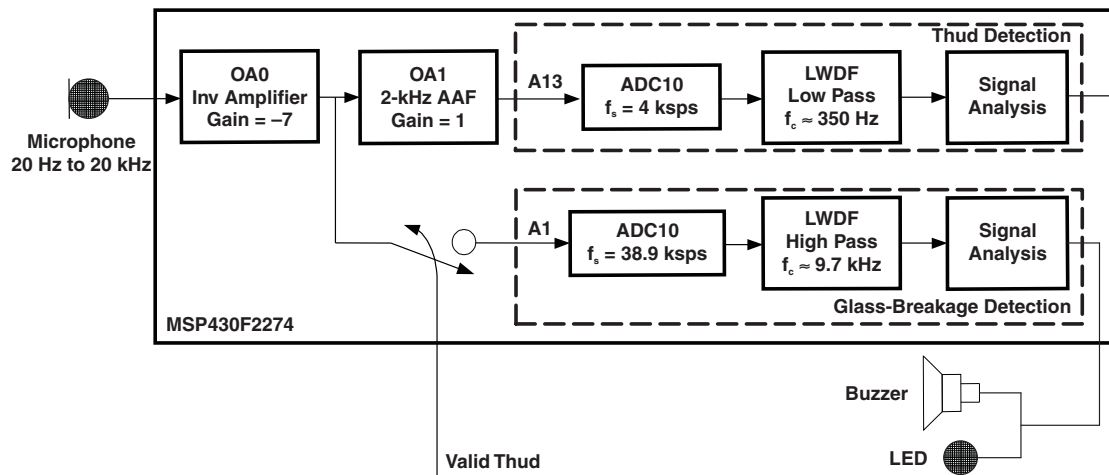 Thud Detection
OA0
Inv Amplifier
Gain = –7
OA1
2-kHz AAF
Gain = 1
A13
ADC10
fs = 4 ksps
LWDF
Low Pass
fc ≈ 350 Hz
Signal
Analysis
Microphone
20 Hz to 20 kHz
A1
ADC10
fs = 38.9 ksps
LWDF
High Pass
fc ≈ 9.7 kHz
Signal
Analysis
Glass-Breakage Detection
MSP430F2274
Buzzer
LED
Valid Thud